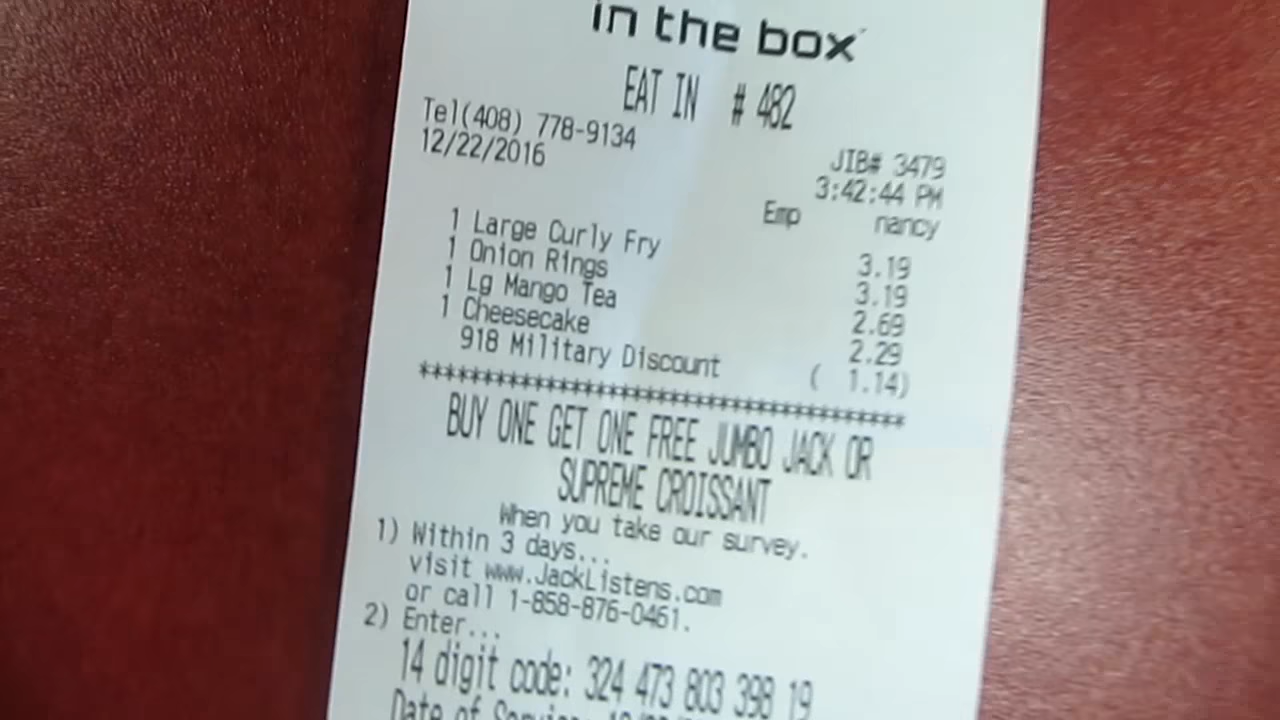 in the box
EAT IN # 482
Tel(408) 778-9134
12/22/2016 JIB# 3479
3:42:44 PM
Emp nancy
1 Large Curly Fry 3.19
1 Onion Rings 3.19
1 Lg Mango Tea 2.69
1 Cheesecake 2.29
918 Military Discount ( 1.14)
******************************************
BUY ONE GET ONE FREE JUMBO JACK OR
SUPREME CROISSANT
When you take our survey.
1) Within 3 days...
visit www.JackListens.com
or call 1-858-876-0461.
2) Enter...
14 digit code: 324 473 803 398 19
Date of